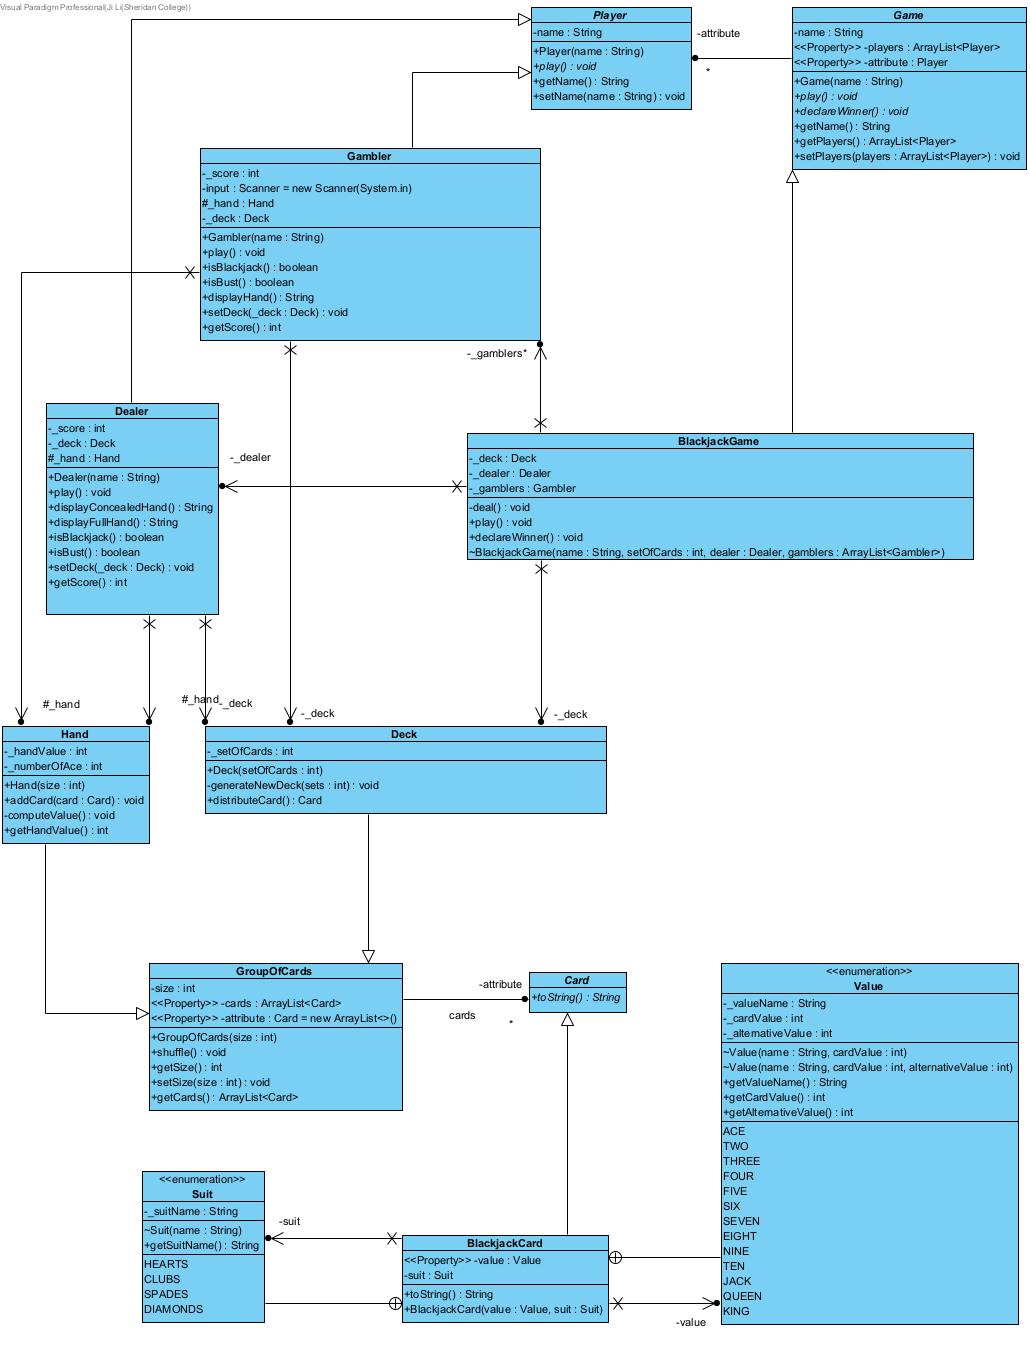 Visual Paradigm Professional(Ji Li(Sheridan College))
Player
-name : String
+Player(name : String)
+play() : void
+getName() : String
+setName(name : String) : void
-attribute
*
Game
-name : String
<<Property>> -players : ArrayList<Player>
<<Property>> -attribute : Player
+Game(name : String)
+play() : void
+declareWinner() : void
+getName() : String
+getPlayers() : ArrayList<Player>
+setPlayers(players : ArrayList<Player>) : void
Gambler
-_score : int
-input : Scanner = new Scanner(System.in)
#_hand : Hand
-_deck : Deck
+Gambler(name : String)
+play() : void
+isBlackjack() : boolean
+isBust() : boolean
+displayHand() : String
+setDeck(_deck : Deck) : void
+getScore() : int
-_gamblers*
Dealer
-_score : int
-_deck : Deck
#_hand : Hand
+Dealer(name : String)
+play() : void
+displayConcealedHand() : String
+displayFullHand() : String
+isBlackjack() : boolean
+isBust() : boolean
+setDeck(_deck : Deck) : void
+getScore() : int
-_dealer
BlackjackGame
-_deck : Deck
-_dealer : Dealer
-_gamblers : Gambler
-deal() : void
+play() : void
+declareWinner() : void
~BlackjackGame(name : String, setOfCards : int, dealer : Dealer, gamblers : ArrayList<Gambler>)
#_hand
#_hand
-_deck
-_deck
-_deck
Hand
-_handValue : int
-_numberOfAce : int
+Hand(size : int)
+addCard(card : Card) : void
-computeValue() : void
+getHandValue() : int
Deck
-_setOfCards : int
+Deck(setOfCards : int)
-generateNewDeck(sets : int) : void
+distributeCard() : Card
GroupOfCards
-size : int
<<Property>> -cards : ArrayList<Card>
<<Property>> -attribute : Card = new ArrayList<>()
+GroupOfCards(size : int)
+shuffle() : void
+getSize() : int
+setSize(size : int) : void
+getCards() : ArrayList<Card>
-attribute
cards
*
Card
+toString() : String
<<enumeration>>
Value
-_valueName : String
-_cardValue : int
-_alternativeValue : int
~Value(name : String, cardValue : int)
~Value(name : String, cardValue : int, alternativeValue : int)
+getValueName() : String
+getCardValue() : int
+getAlternativeValue() : int
ACE
TWO
THREE
FOUR
FIVE
SIX
SEVEN
EIGHT
NINE
TEN
JACK
QUEEN
KING
<<enumeration>>
Suit
-_suitName : String
~Suit(name : String)
+getSuitName() : String
HEARTS
CLUBS
SPADES
DIAMONDS
-suit
BlackjackCard
<<Property>> -value : Value
-suit : Suit
+toString() : String
+BlackjackCard(value : Value, suit : Suit)
-value